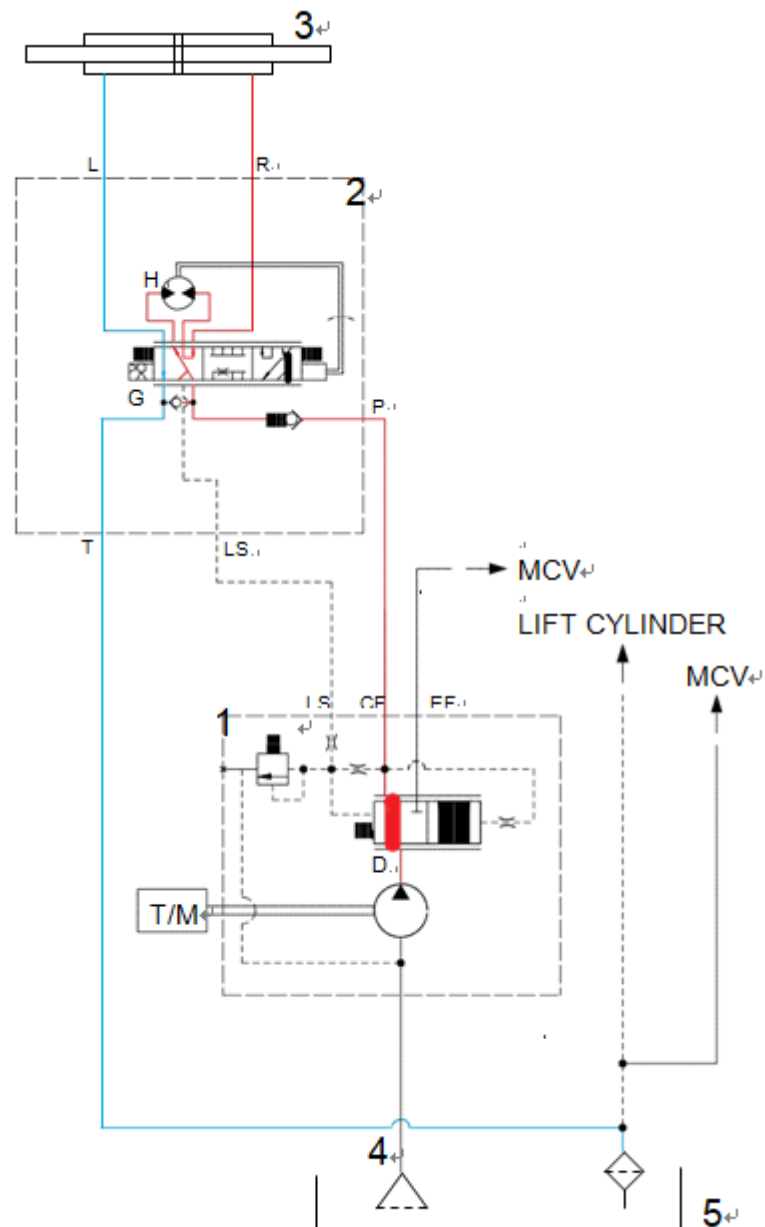 3↵
L
R
2↵
H
G
P
T
LS
MCV↵
LIFT CYLINDER
MCV↵
LS CF EF
1
↵
D
T/M
4↵
5↵